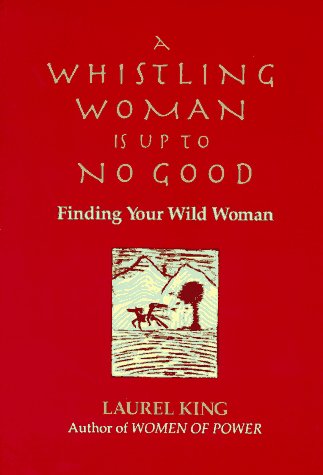 A
WHISTLING
WOMAN
IS UP TO
NO GOOD
Finding Your Wild Woman
LAUREL KING
Author of WOMEN OF POWER